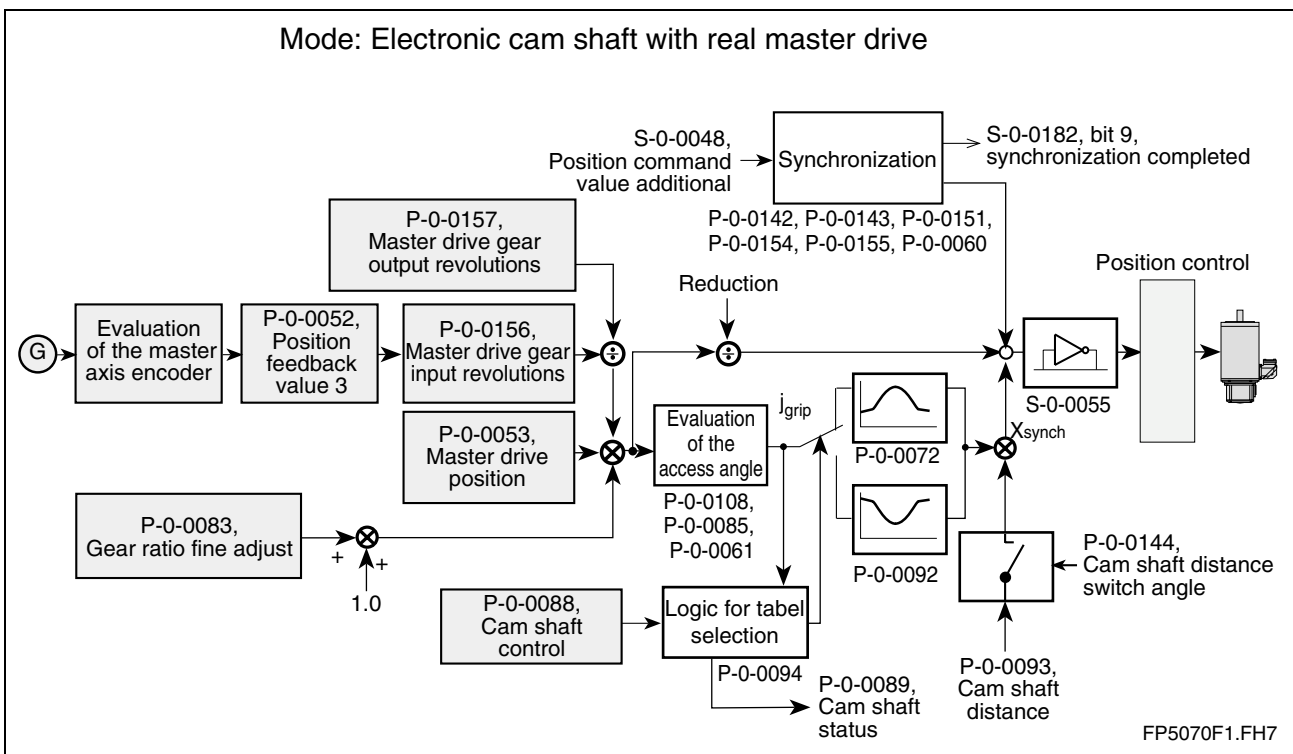 Mode: Electronic cam shaft with real master drive
S-0-0048,
Position command
value additional
Synchronization
S-0-0182, bit 9,
synchronization completed
P-0-0142, P-0-0143, P-0-0151,
P-0-0154, P-0-0155, P-0-0060
P-0-0157,
Master drive gear
output revolutions
Reduction
Position control
G
Evaluation
of the master
axis encoder
P-0-0052,
Position
feedback
value 3
P-0-0156,
Master drive gear
input revolutions
÷
÷
S-0-0055
P-0-0053,
Master drive
position
Evaluation
of the
access angle
P-0-0108,
P-0-0085,
P-0-0061
jgrip
P-0-0072
P-0-0092
xsynch
P-0-0083,
Gear ratio fine adjust
+
+
1.0
P-0-0088,
Cam shaft
control
Logic for tabel
selection
P-0-0094
P-0-0089,
Cam shaft
status
P-0-0144,
Cam shaft distance
switch angle
P-0-0093,
Cam shaft
distance
FP5070F1.FH7